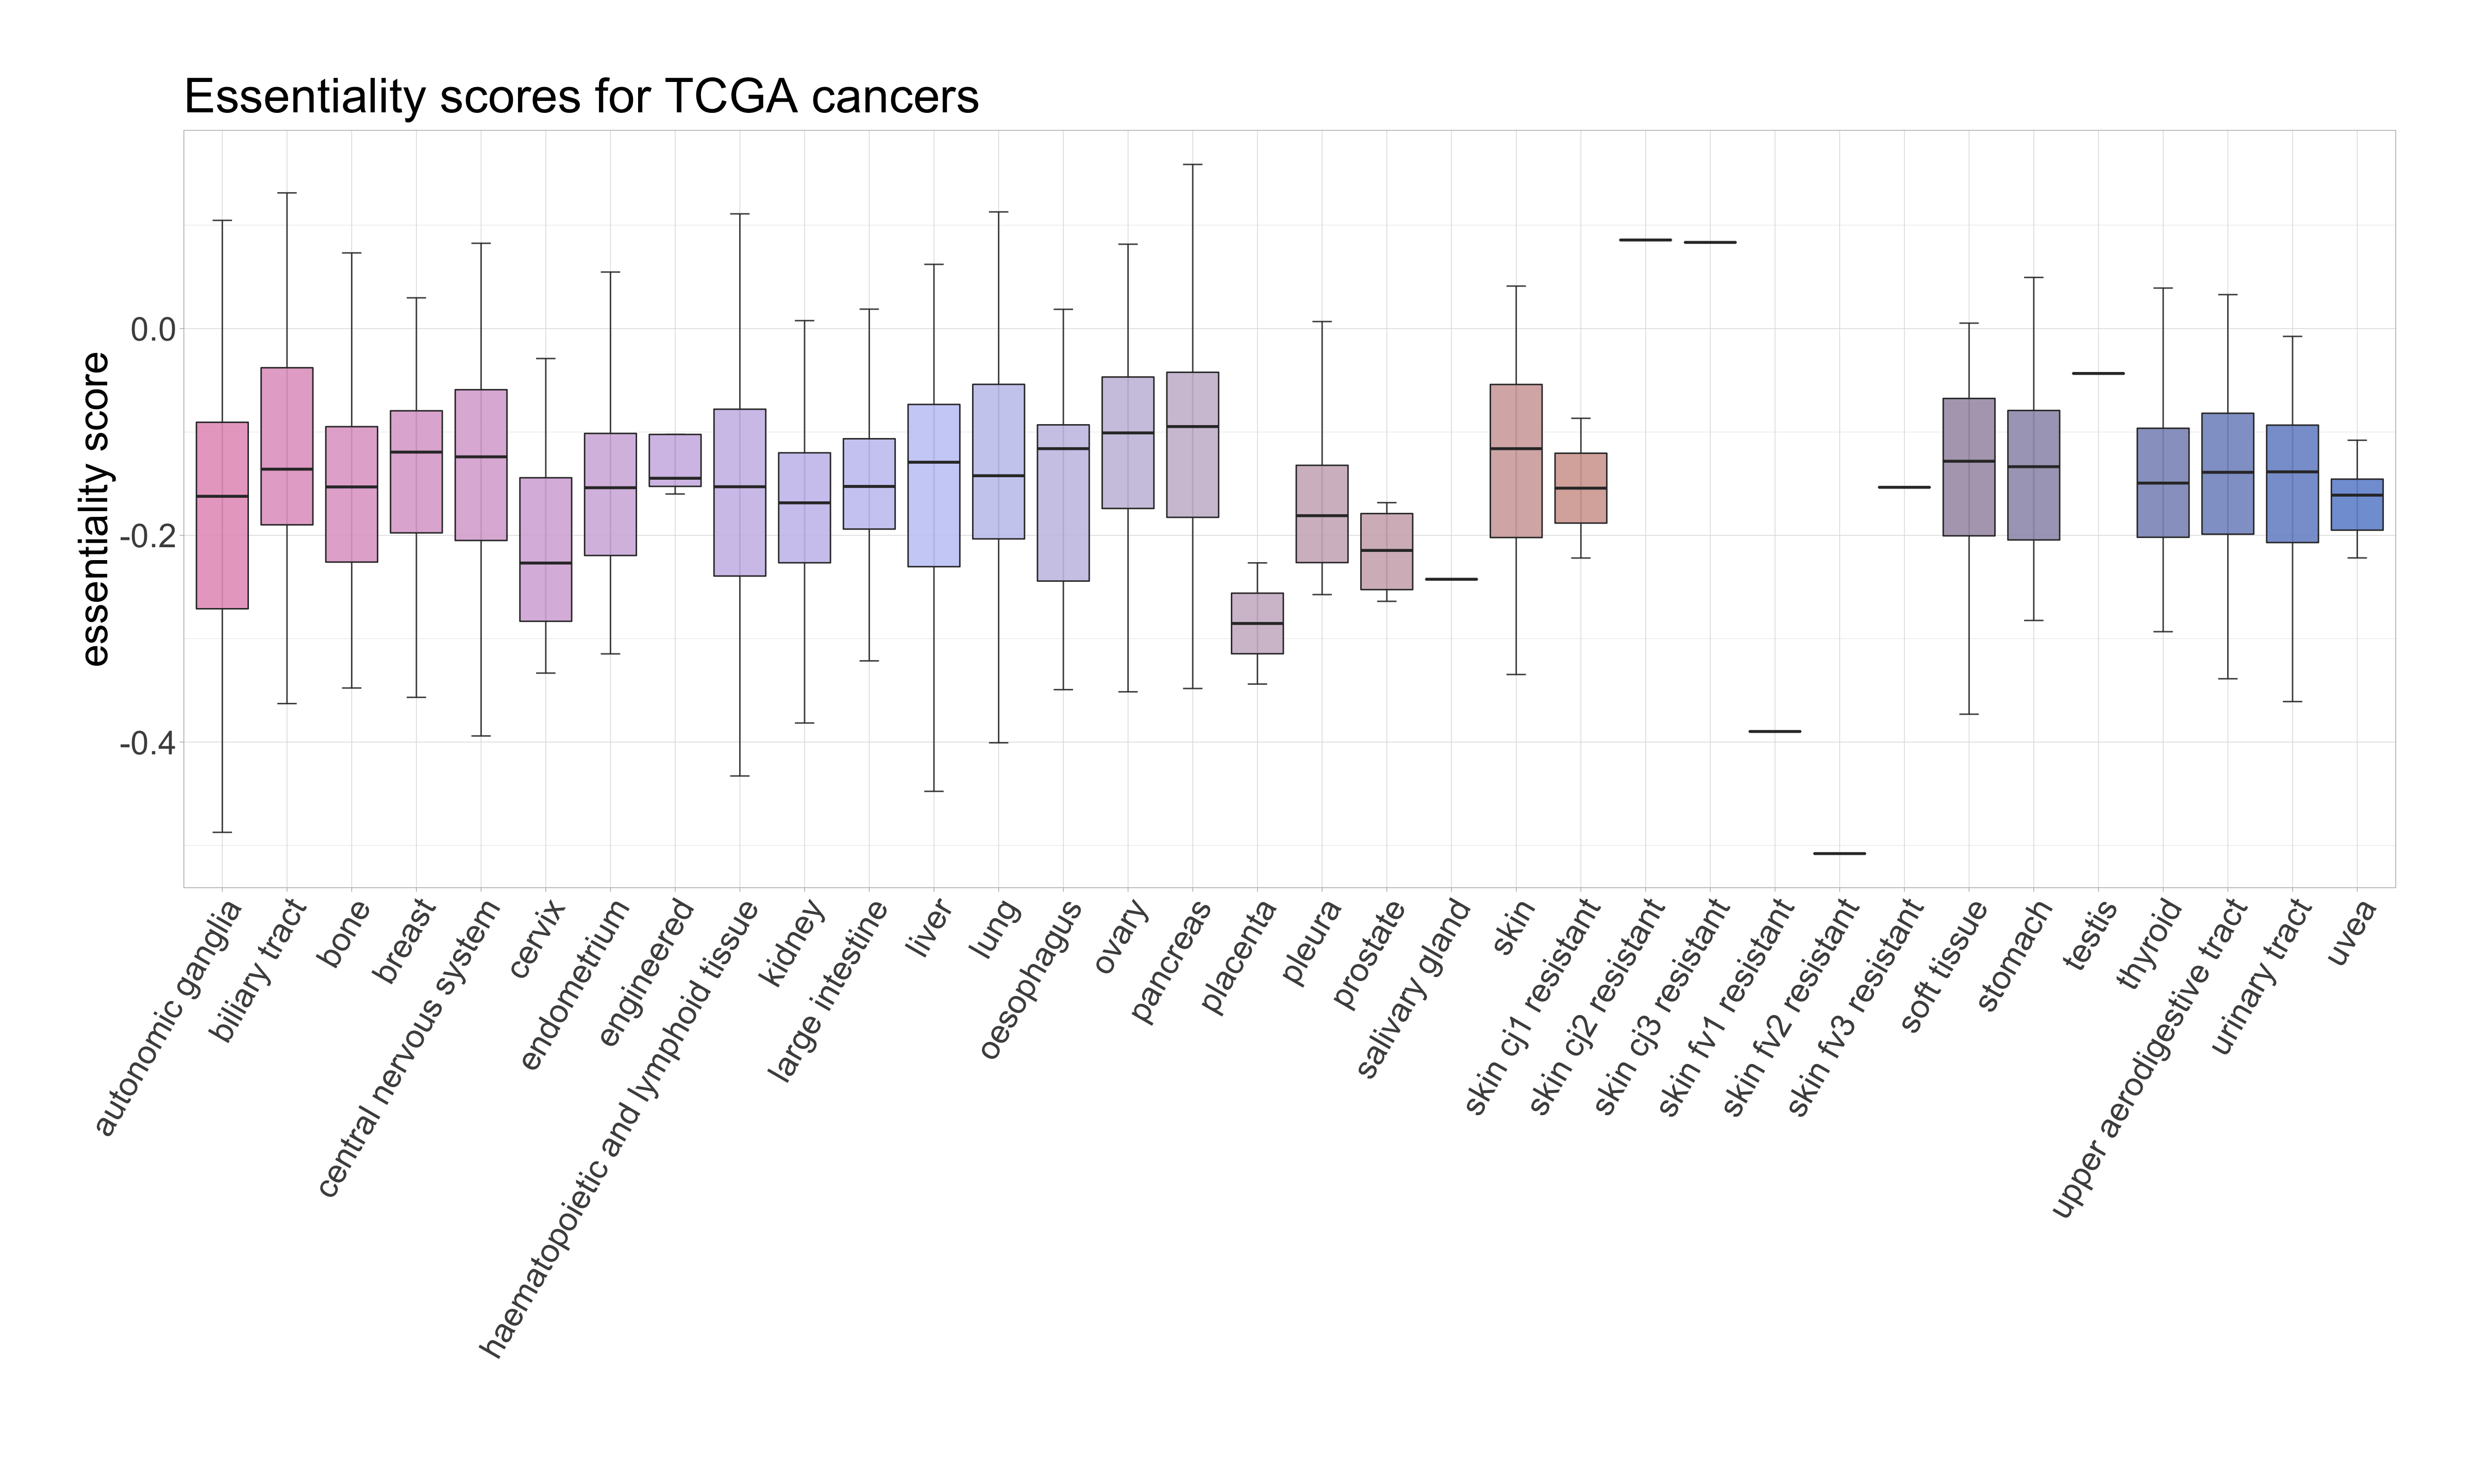 Essentiality scores for TCGA cancers
essentiality score
0.0
-0.2
-0.4
autonomic ganglia
biliary tract
bone
breast
central nervous system
cervix
endometrium
engineered
haematopoietic and lymphoid tissue
kidney
large intestine
liver
lung
oesophagus
ovary
pancreas
placenta
pleura
prostate
salivary gland
skin
skin cj1 resistant
skin cj2 resistant
skin cj3 resistant
skin fv1 resistant
skin fv2 resistant
skin fv3 resistant
soft tissue
stomach
testis
thyroid
upper aerodigestive tract
urinary tract
uvea